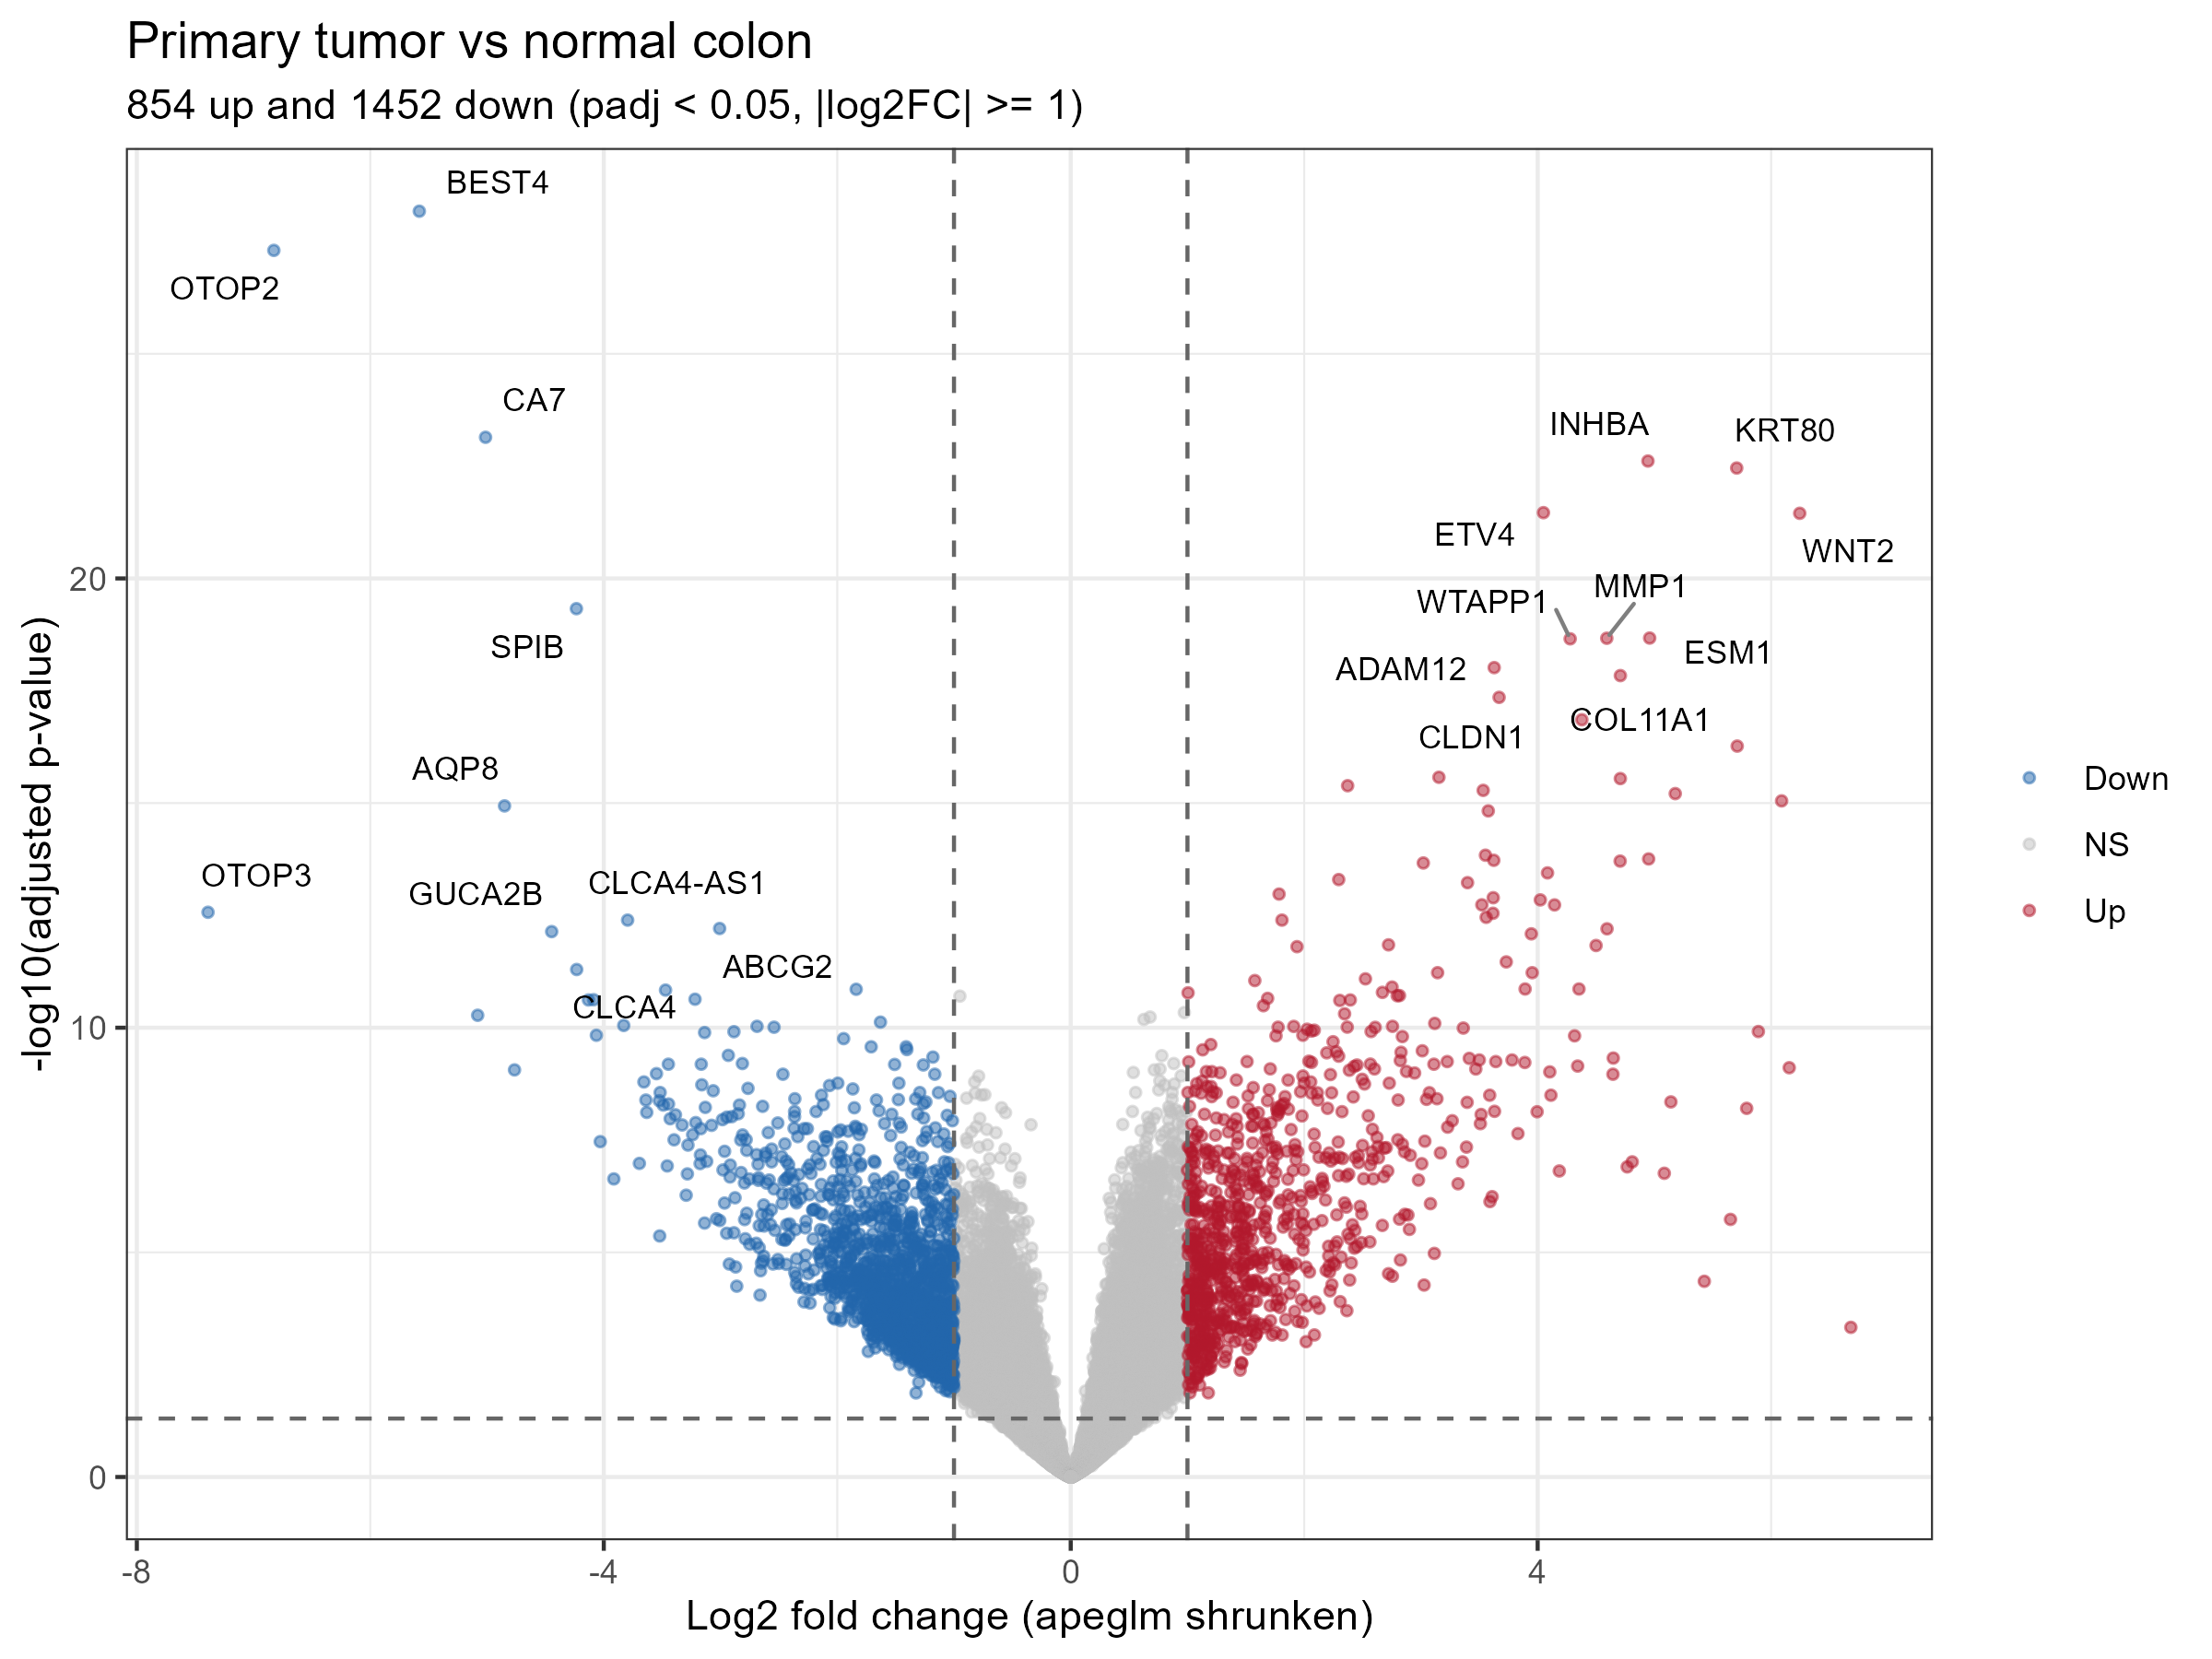 Primary tumor vs normal colon
854 up and 1452 down (padj < 0.05, |log2FC| >= 1)
BEST4
OTOP2
CA7
INHBA
KRT80
ETV4
WNT2
WTAPP1
MMP1
SPIB
ESM1
ADAM12
COL11A1
CLDN1
AQP8
OTOP3
GUCA2B
CLCA4-AS1
ABCG2
CLCA4
-log10(adjusted p-value)
20
10
0
-8
-4
0
4
Log2 fold change (apeglm shrunken)
Down
NS
Up